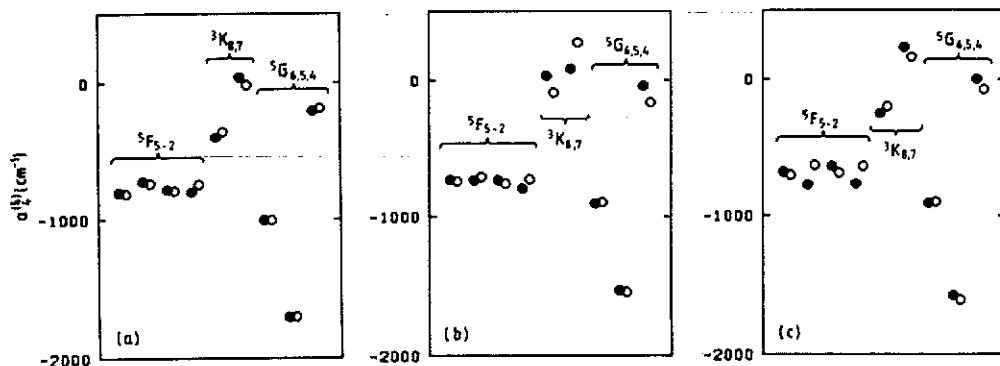 a₄⁽⁵⁾(cm⁻¹)
0
-1000
-2000
³K₈,₇
⁵G₆,₅,₄
⁵F₅₋₂
(a)
0
-1000
-2000
⁵G₆,₅,₄
⁵F₅₋₂
³K₈,₇
(b)
0
-1000
-2000
⁵G₆,₅,₄
⁵F₅₋₂
³K₈,₇
(c)